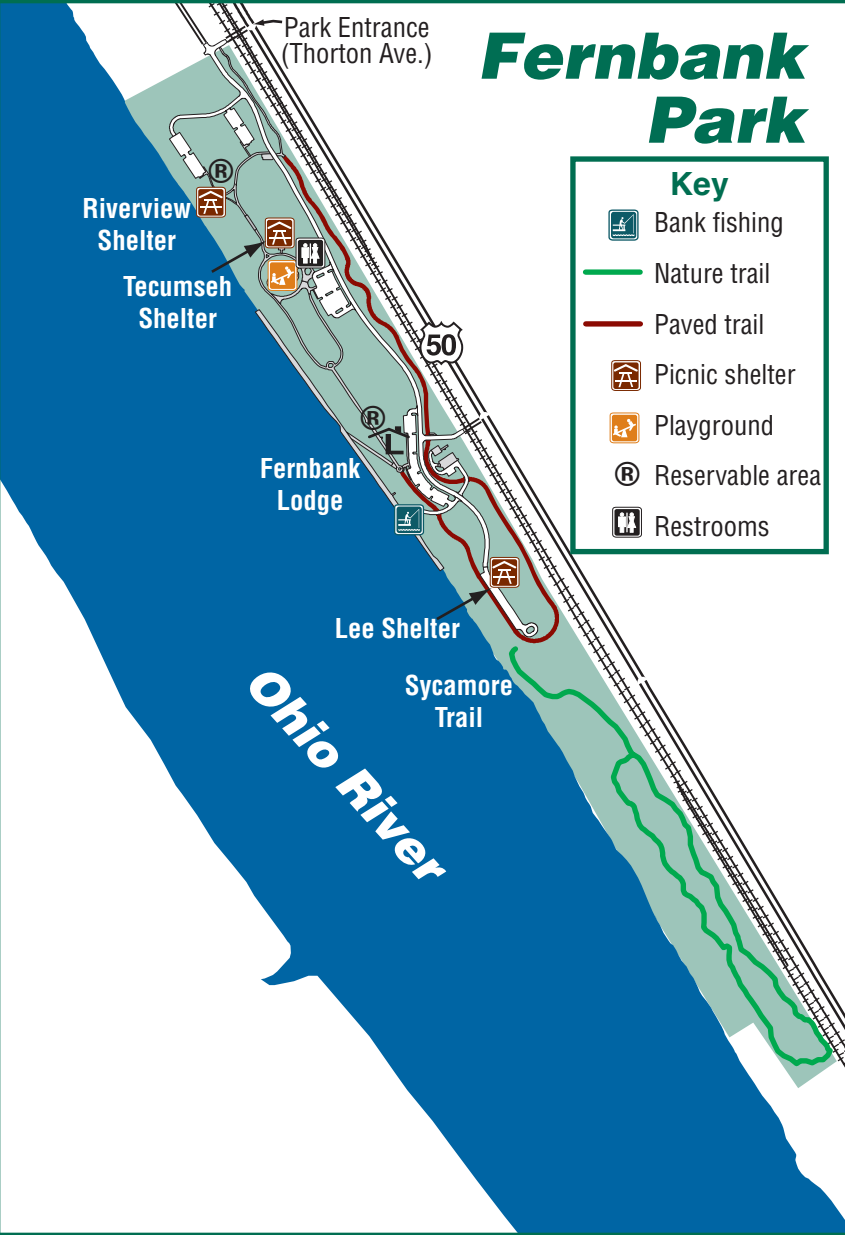 Park Entrance
(Thorton Ave.)
Fernbank
Park
Key
Bank fishing
Nature trail
Paved trail
Picnic shelter
Playground
® Reservable area
Restrooms
®
Riverview
Shelter
Tecumseh
Shelter
50
®
Fernbank
Lodge
Lee Shelter
Sycamore
Trail
Ohio River